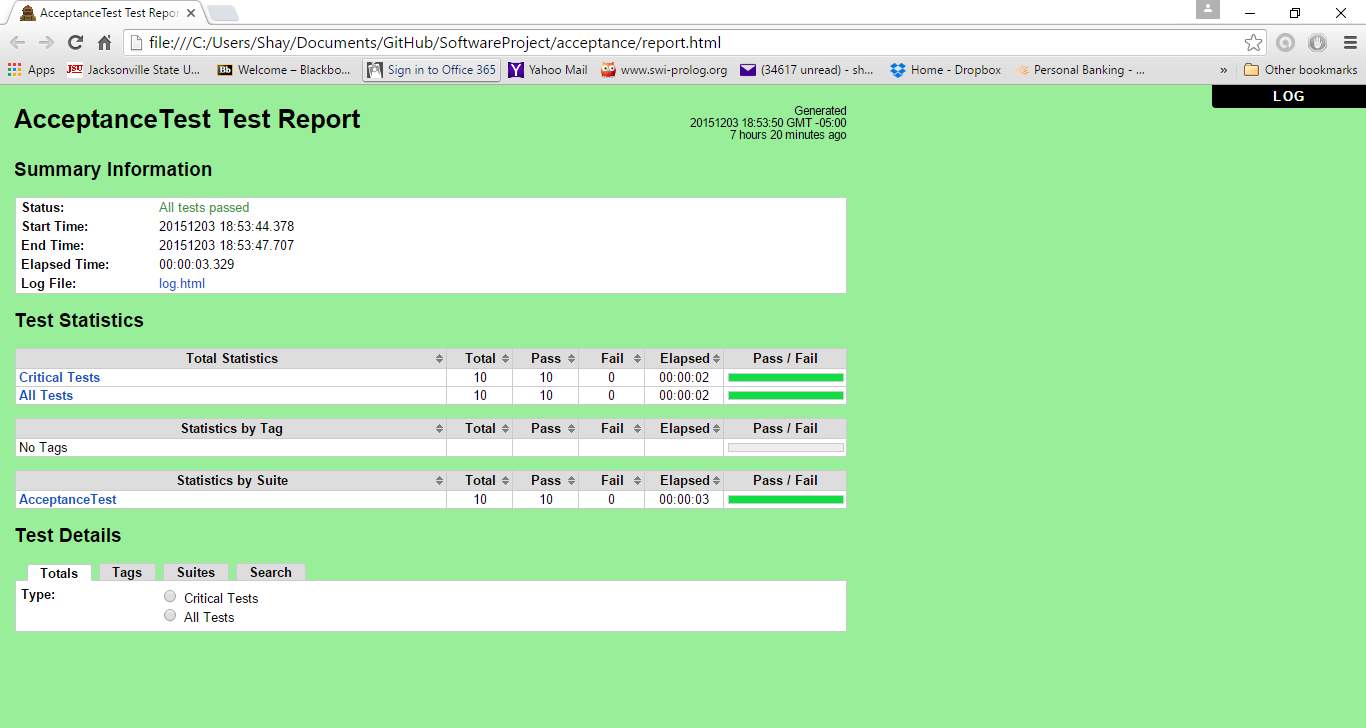 AcceptanceTest Test Repor
file:///C:/Users/Shay/Documents/GitHub/SoftwareProject/acceptance/report.html
Apps JSU Jacksonville State U... Bb Welcome – Blackbo... Sign in to Office 365 Yahoo Mail www.swi-prolog.org (34617 unread) - sh... Home - Dropbox Personal Banking - ... » Other bookmarks
LOG
AcceptanceTest Test Report
Generated
20151203 18:53:50 GMT -05:00
7 hours 20 minutes ago
Summary Information
Status: All tests passed
Start Time: 20151203 18:53:44.378
End Time: 20151203 18:53:47.707
Elapsed Time: 00:00:03.329
Log File: log.html
Test Statistics
Total Statistics Total Pass Fail Elapsed Pass / Fail
Critical Tests 10 10 0 00:00:02
All Tests 10 10 0 00:00:02
Statistics by Tag Total Pass Fail Elapsed Pass / Fail
No Tags
Statistics by Suite Total Pass Fail Elapsed Pass / Fail
AcceptanceTest 10 10 0 00:00:03
Test Details
Totals Tags Suites Search
Type: Critical Tests
All Tests